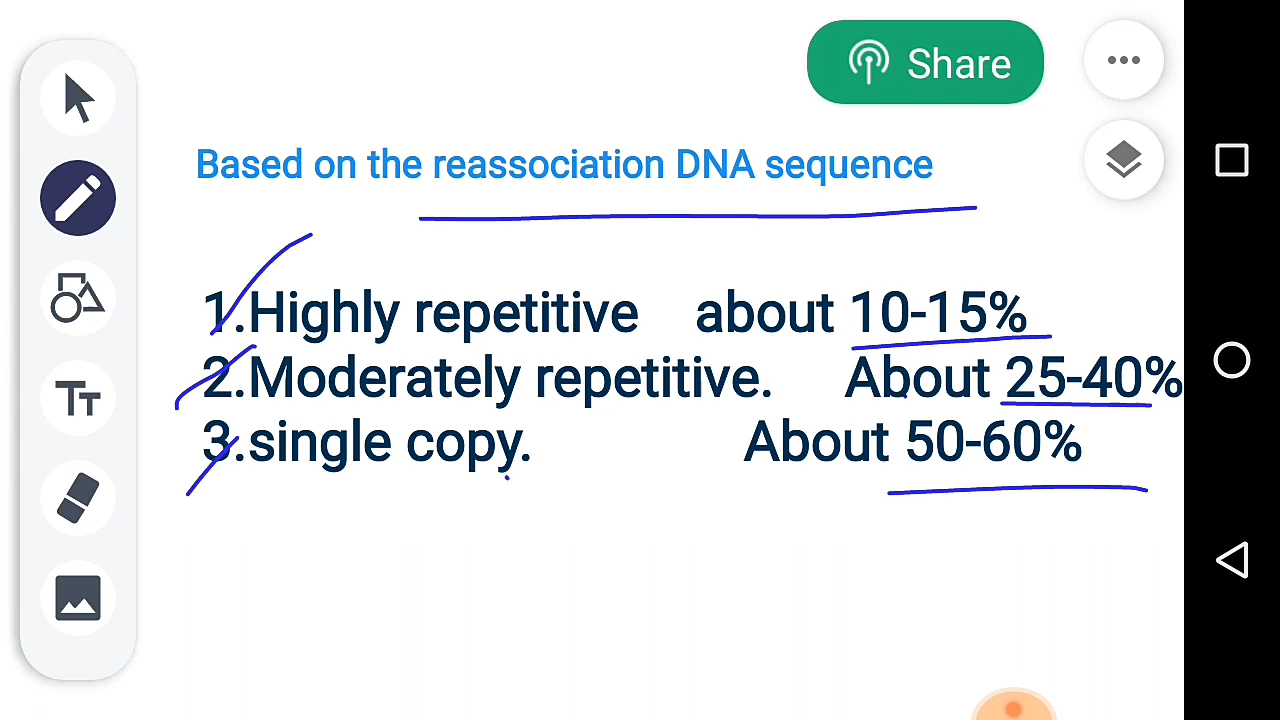 Share
Based on the reassociation DNA sequence
1.Highly repetitive about 10-15%
2.Moderately repetitive. About 25-40%
3.single copy. About 50-60%
Tт